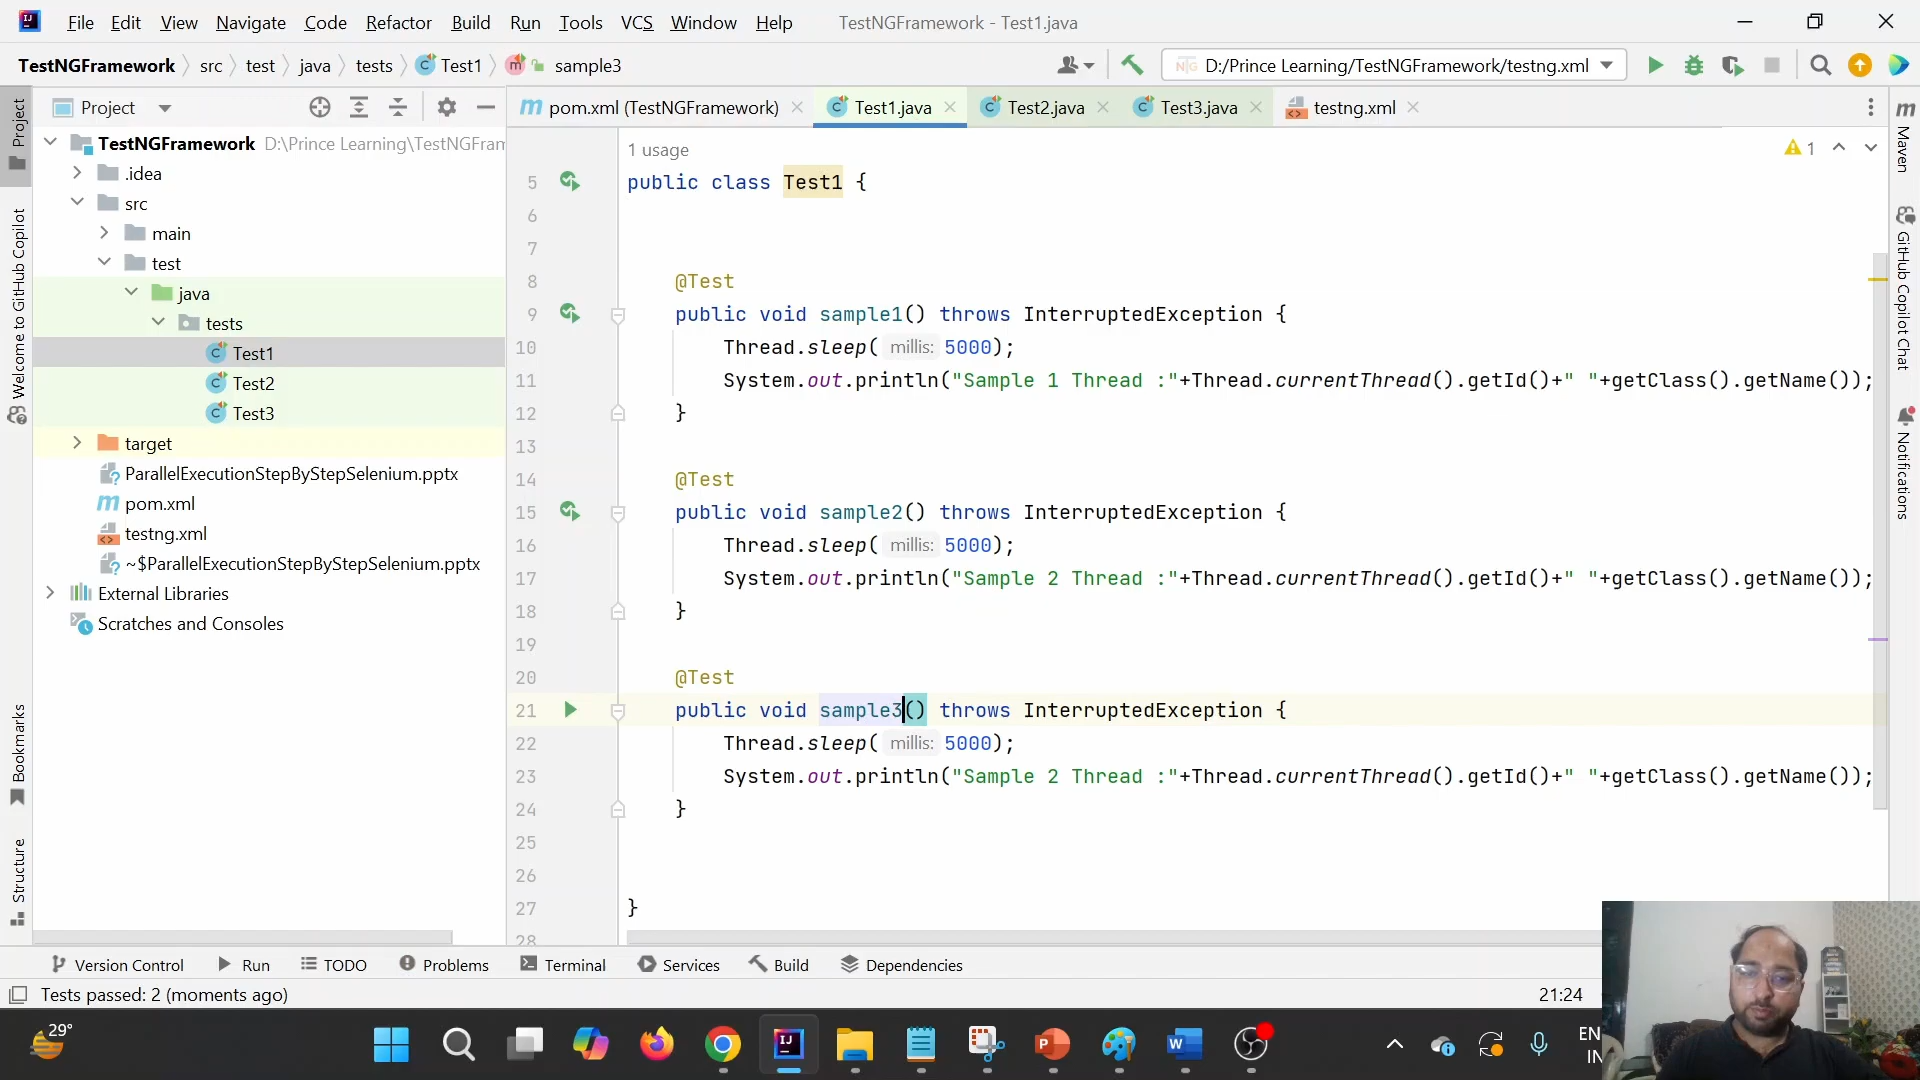 File Edit View Navigate Code Refactor Build Run Tools VCS Window Help TestNGFramework - Test1.java
TestNGFramework src test java tests Test1 sample3 D:/Prince Learning/TestNGFramework/testng.xml
Project
pom.xml (TestNGFramework) Test1.java Test2.java Test3.java testng.xml
TestNGFramework D:\Prince Learning\TestNGFram
.idea
src
main
test
java
tests
Test1
Test2
Test3
target
ParallelExecutionStepByStepSelenium.pptx
pom.xml
testng.xml
~$ParallelExecutionStepByStepSelenium.pptx
External Libraries
Scratches and Consoles
Project
Welcome to GitHub Copilot
Bookmarks
Structure
1 usage
1
5 public class Test1 {
6
7
8 @Test
9 public void sample1() throws InterruptedException {
10 Thread.sleep( millis: 5000);
11 System.out.println("Sample 1 Thread :"+Thread.currentThread().getId()+" "+getClass().getName());
12 }
13
14 @Test
15 public void sample2() throws InterruptedException {
16 Thread.sleep( millis: 5000);
17 System.out.println("Sample 2 Thread :"+Thread.currentThread().getId()+" "+getClass().getName());
18 }
19
20 @Test
21 public void sample3() throws InterruptedException {
22 Thread.sleep( millis: 5000);
23 System.out.println("Sample 2 Thread :"+Thread.currentThread().getId()+" "+getClass().getName());
24 }
25
26
27 }
28
Maven
GitHub Copilot Chat
Notifications
Version Control Run TODO Problems Terminal Services Build Dependencies
Tests passed: 2 (moments ago) 21:24
29°
EN
IN